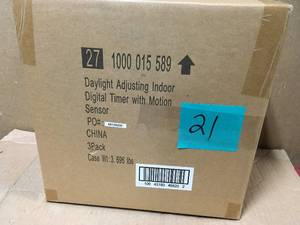 27 1000 015 589
Daylight Adjusting Indoor
Digital Timer with Motion
Sensor
PO#:
CHINA
3Pack
Case Wt: 3.696 lbs
21